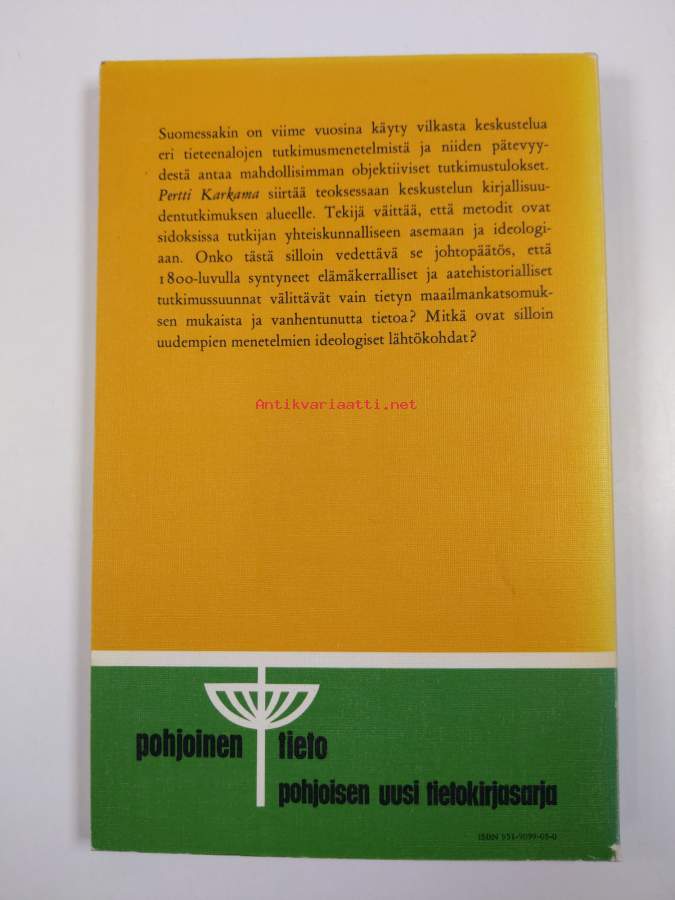 Suomessakin on viime vuosina käyty vilkasta keskustelua
eri tieteenalojen tutkimusmenetelmistä ja niiden pätevyy-
destä antaa mahdollisimman objektiiviset tutkimustulokset.
Pertti Karkama siirtää teoksessaan keskustelun kirjallisuu-
dentutkimuksen alueelle. Tekijä väittää, että metodit ovat
sidoksissa tutkijan yhteiskunnalliseen asemaan ja ideologi-
aan. Onko tästä silloin vedettävä se johtopäätös, että
1800-luvulla syntyneet elämäkerralliset ja aatehistorialliset
tutkimussuunnat välittävät vain tietyn maailmankatsomuk-
sen mukaista ja vanhentunutta tietoa? Mitkä ovat silloin
uudempien menetelmien ideologiset lähtökohdat?
Antikvariaatti.net
pohjoinen tieto
pohjoisen uusi tietokirjasarja
ISBN 951-9099-05-0